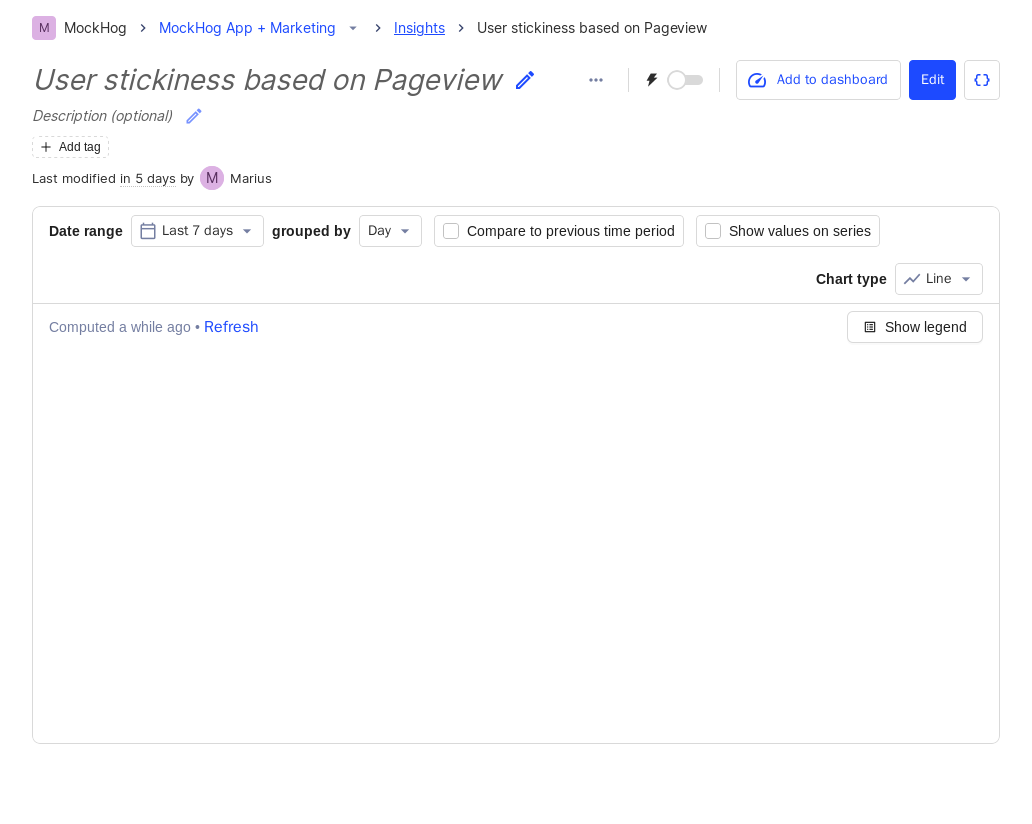 M MockHog MockHog App + Marketing Insights User stickiness based on Pageview
User stickiness based on Pageview Add to dashboard Edit
Description (optional)
Add tag
Last modified in 5 days by M Marius
Date range Last 7 days grouped by Day Compare to previous time period Show values on series
Chart type Line
Computed a while ago • Refresh Show legend